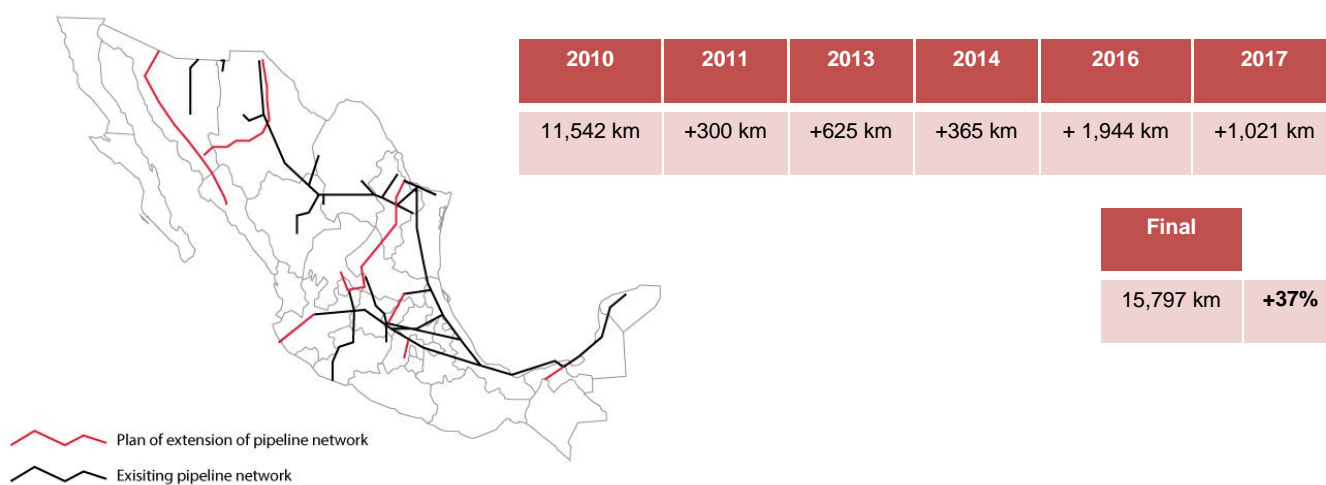 2010 2011 2013 2014 2016 2017
11,542 km +300 km +625 km +365 km + 1,944 km +1,021 km
Final
15,797 km +37%
Plan of extension of pipeline network
Exisiting pipeline network